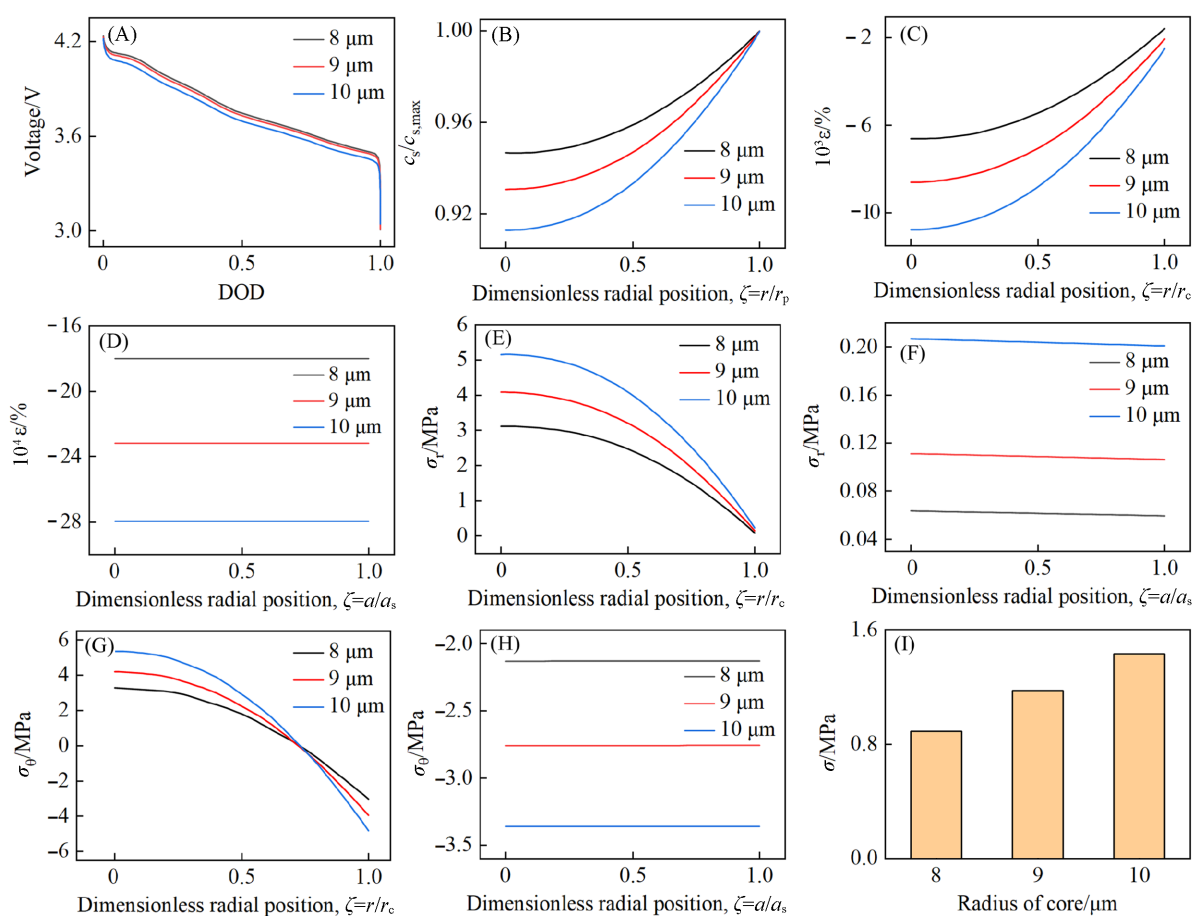 (A)
8 μm
9 μm
10 μm
4.2
3.6
3.0
Voltage/V
0
0.5
1.0
DOD
(B)
8 μm
9 μm
10 μm
1.00
0.96
0.92
cs/cs,max
0
0.5
1.0
Dimensionless radial position, ζ=r/rp
(C)
8 μm
9 μm
10 μm
−2
−6
−10
10³ε/%
0
0.5
1.0
Dimensionless radial position, ζ=r/rc
(D)
8 μm
9 μm
10 μm
−16
−20
−24
−28
10⁴ ε/%
0
0.5
1.0
Dimensionless radial position, ζ=a/as
(E)
8 μm
9 μm
10 μm
6
5
4
3
2
1
0
σr/MPa
0
0.5
1.0
Dimensionless radial position, ζ=r/rc
(F)
8 μm
9 μm
10 μm
0.20
0.16
0.12
0.08
0.04
σr/MPa
0
0.5
1.0
Dimensionless radial position, ζ=a/as
(G)
8 μm
9 μm
10 μm
6
4
2
0
−2
−4
−6
σθ/MPa
0
0.5
1.0
Dimensionless radial position, ζ=r/rc
(H)
8 μm
9 μm
10 μm
−2.0
−2.5
−3.0
−3.5
σθ/MPa
0
0.5
1.0
Dimensionless radial position, ζ=a/as
(I)
1.6
0.8
0.0
σ/MPa
8
9
10
Radius of core/μm